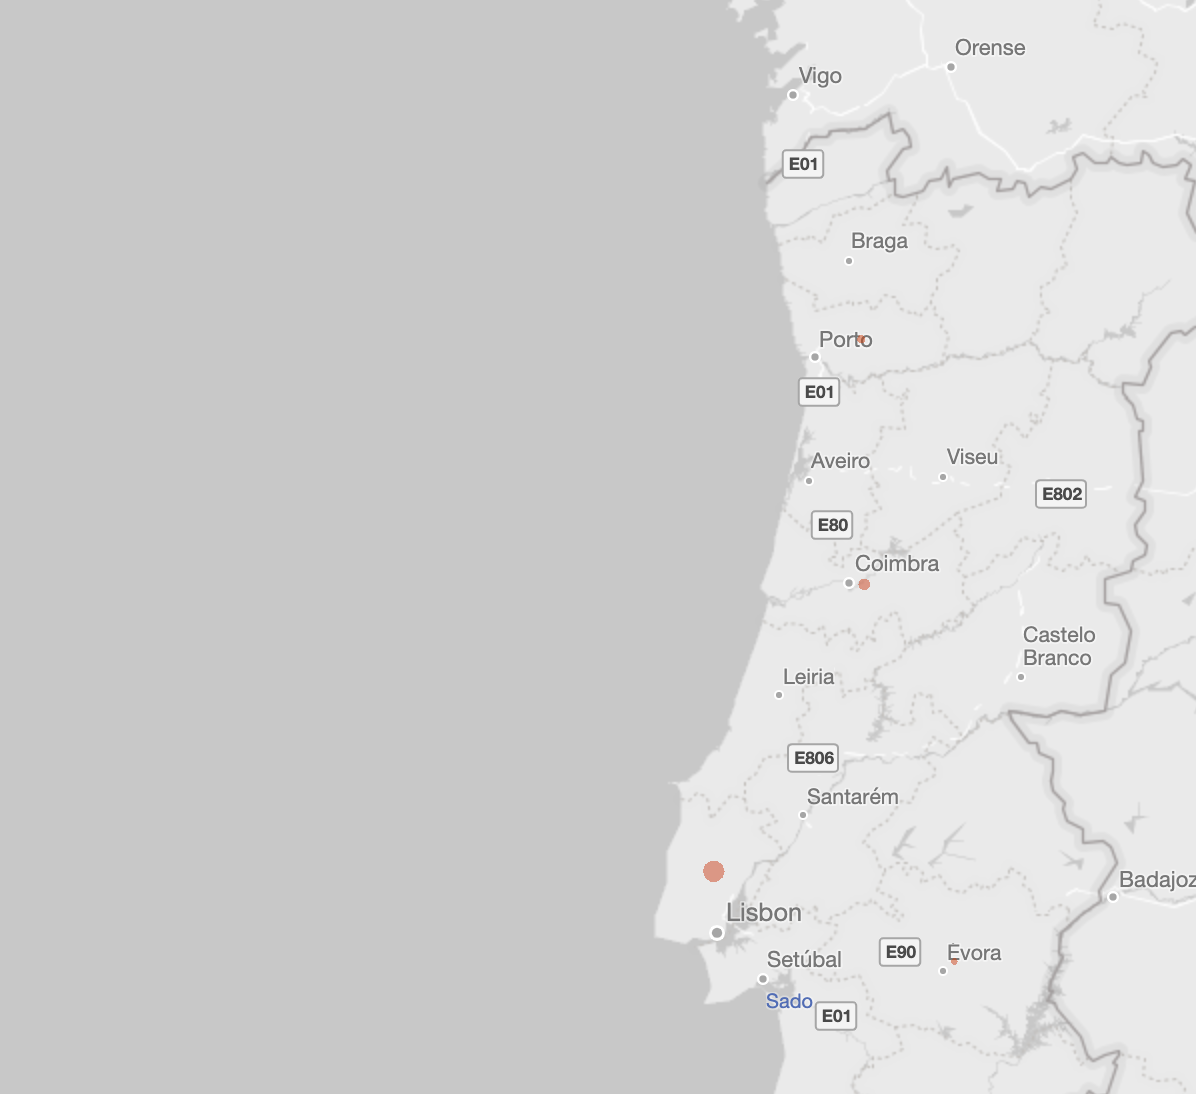 Orense
Vigo
E01
Braga
Porto
E01
Viseu
Aveiro
E802
E80
Coimbra
Castelo
Branco
Leiria
E806
Santarém
Badajoz
Lisbon
E90
Evora
Setúbal
Sado
E01